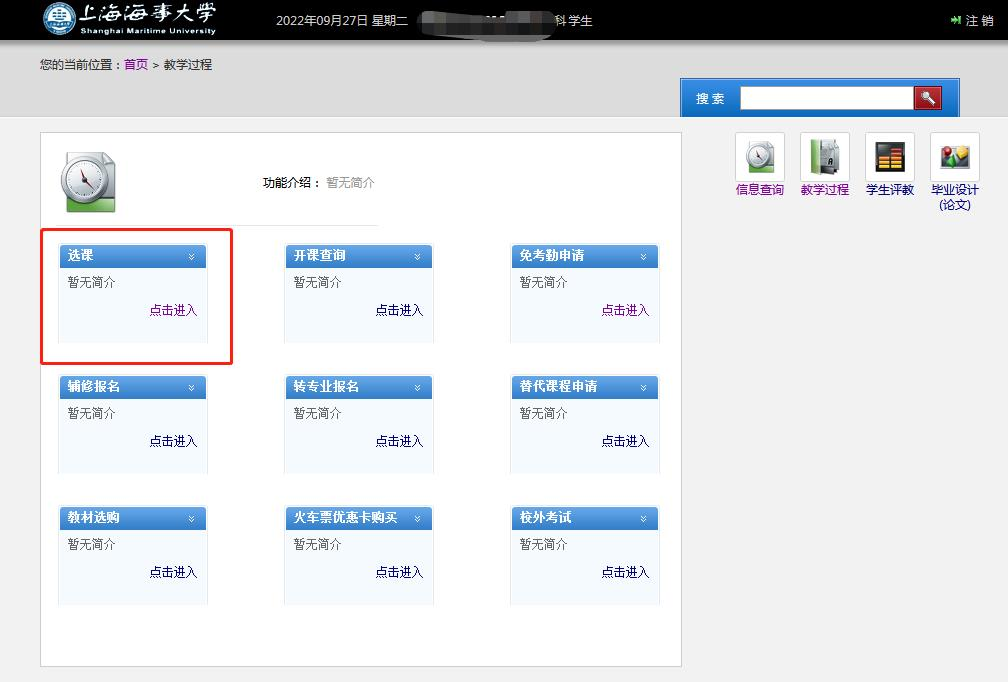 上海海事大学
Shanghai Maritime University
2022年09月27日 星期二
科学生
注 销
您的当前位置：首页 > 教学过程
搜 索
功能介绍： 暂无简介
信息查询
教学过程
学生评教
毕业设计
(论文)
选课
暂无简介
点击进入
开课查询
暂无简介
点击进入
免考勤申请
暂无简介
点击进入
辅修报名
暂无简介
点击进入
转专业报名
暂无简介
点击进入
替代课程申请
暂无简介
点击进入
教材选购
暂无简介
点击进入
火车票优惠卡购买
暂无简介
点击进入
校外考试
暂无简介
点击进入